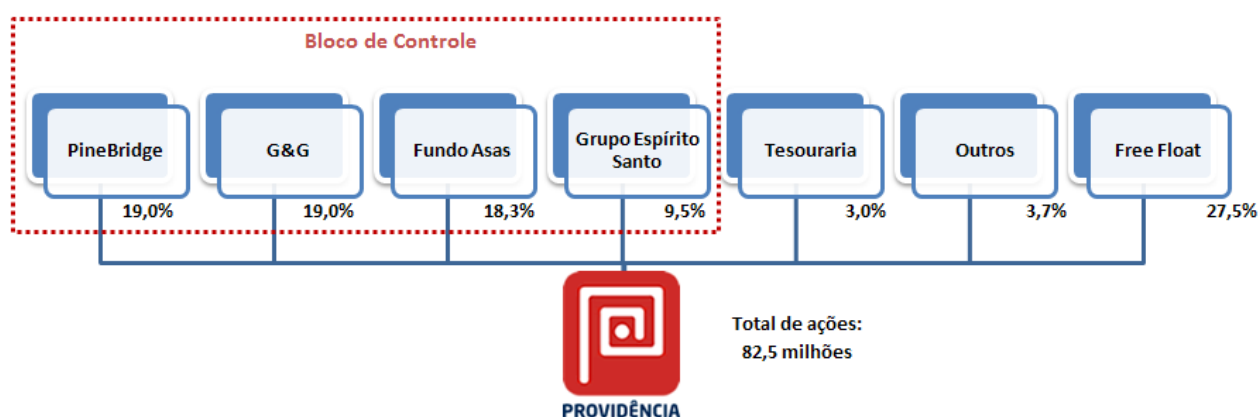 Bloco de Controle
PineBridge
G&G
Fundo Asas
Grupo Espírito
Santo
Tesouraria
Outros
Free Float
19,0%
19,0%
18,3%
9,5%
3,0%
3,7%
27,5%
Total de ações:
82,5 milhões
PROVIDÊNCIA